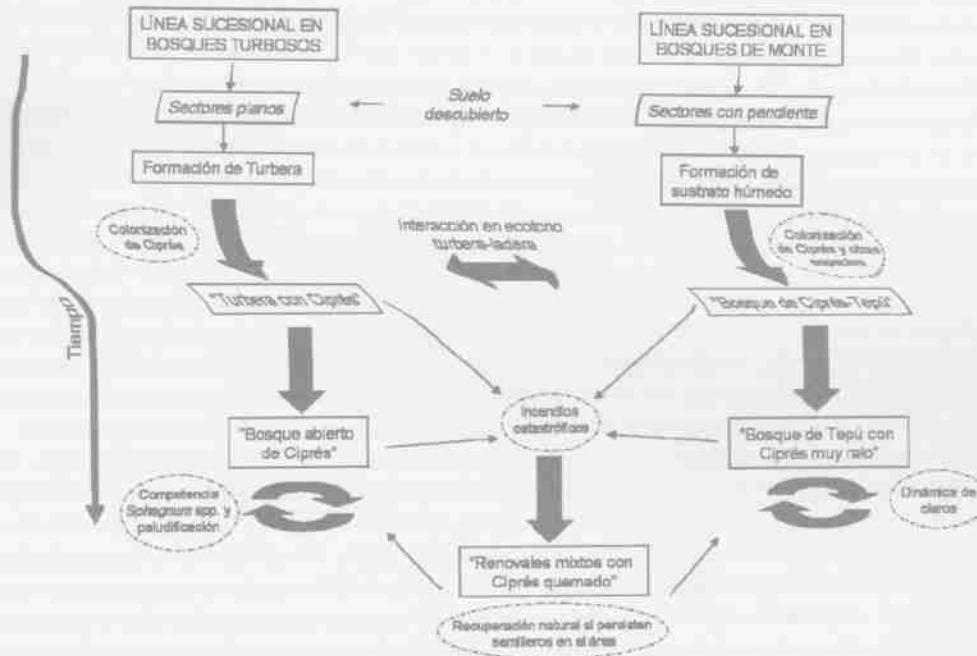 LÍNEA SUCESIONAL EN
BOSQUES TURBOSOS
LÍNEA SUCESIONAL EN
BOSQUES DE MONTE
Sectores planos
Suelo
descubierto
Sectores con pendiente
Formación de Turbera
Formación de
sustrato húmedo
Colonización
de Ciprés
Interacción en ecotono
turbera-ladera
Colonización
de Ciprés y otras
especies
Tiempo
"Turbera con Ciprés"
"Bosque de Ciprés-Tepú"
Incendios
catastróficos
"Bosque abierto
de Ciprés"
"Bosque de Tepú con
Ciprés muy ralo"
Competencia
Sphagnum spp. y
paludificación
Dinámica de
claros
"Renovales mixtos con
Ciprés quemado"
Recuperación natural si persisten
semilleros en el área